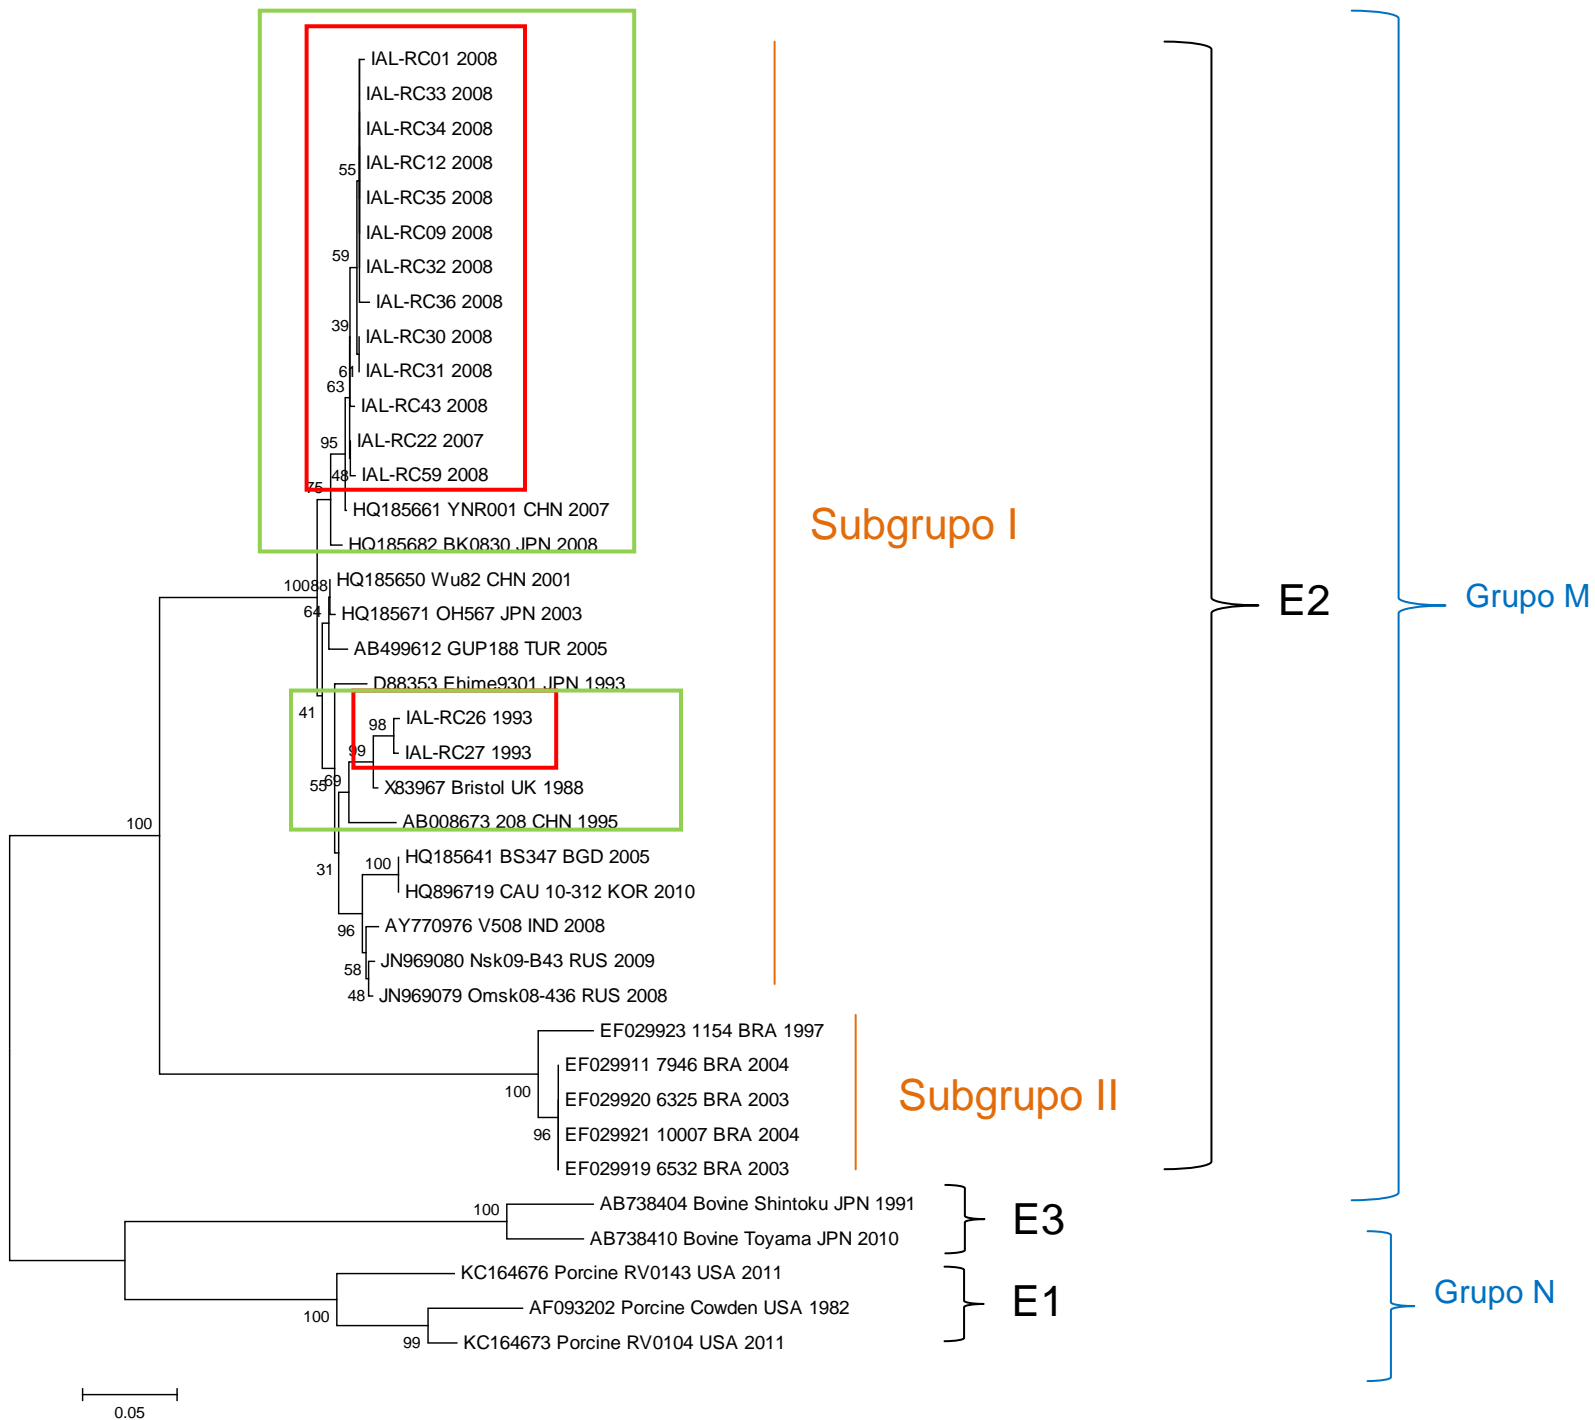 IAL-RC01 2008
IAL-RC33 2008
IAL-RC34 2008
IAL-RC12 2008
55
IAL-RC35 2008
IAL-RC09 2008
59
IAL-RC32 2008
IAL-RC36 2008
39
IAL-RC30 2008
61
IAL-RC31 2008
63
IAL-RC43 2008
95
IAL-RC22 2007
48
IAL-RC59 2008
75
HQ185661 YNR001 CHN 2007
Subgrupo I
HQ185682 BK0830 JPN 2008
100
88
HQ185650 Wu82 CHN 2001
E2
Grupo M
64
HQ185671 OH567 JPN 2003
AB499612 GUP188 TUR 2005
D88353 Ehime9301 JPN 1993
41
98
IAL-RC26 1993
99
IAL-RC27 1993
55
69
X83967 Bristol UK 1988
100
AB008673 208 CHN 1995
31
100
HQ185641 BS347 BGD 2005
HQ896719 CAU 10-312 KOR 2010
96
AY770976 V508 IND 2008
58
JN969080 Nsk09-B43 RUS 2009
48
JN969079 Omsk08-436 RUS 2008
EF029923 1154 BRA 1997
EF029911 7946 BRA 2004
100
Subgrupo II
EF029920 6325 BRA 2003
96
EF029921 10007 BRA 2004
EF029919 6532 BRA 2003
100
AB738404 Bovine Shintoku JPN 1991
E3
AB738410 Bovine Toyama JPN 2010
KC164676 Porcine RV0143 USA 2011
E1
Grupo N
100
AF093202 Porcine Cowden USA 1982
99
KC164673 Porcine RV0104 USA 2011
0.05